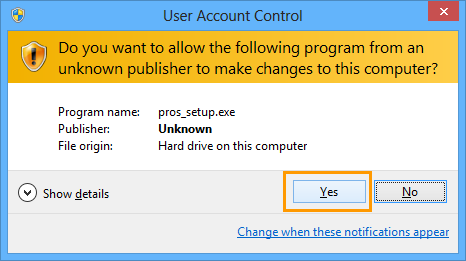 User Account Control
Do you want to allow the following program from an
unknown publisher to make changes to this computer?
Program name: pros_setup.exe
Publisher: Unknown
File origin: Hard drive on this computer
Show details
Yes
No
Change when these notifications appear